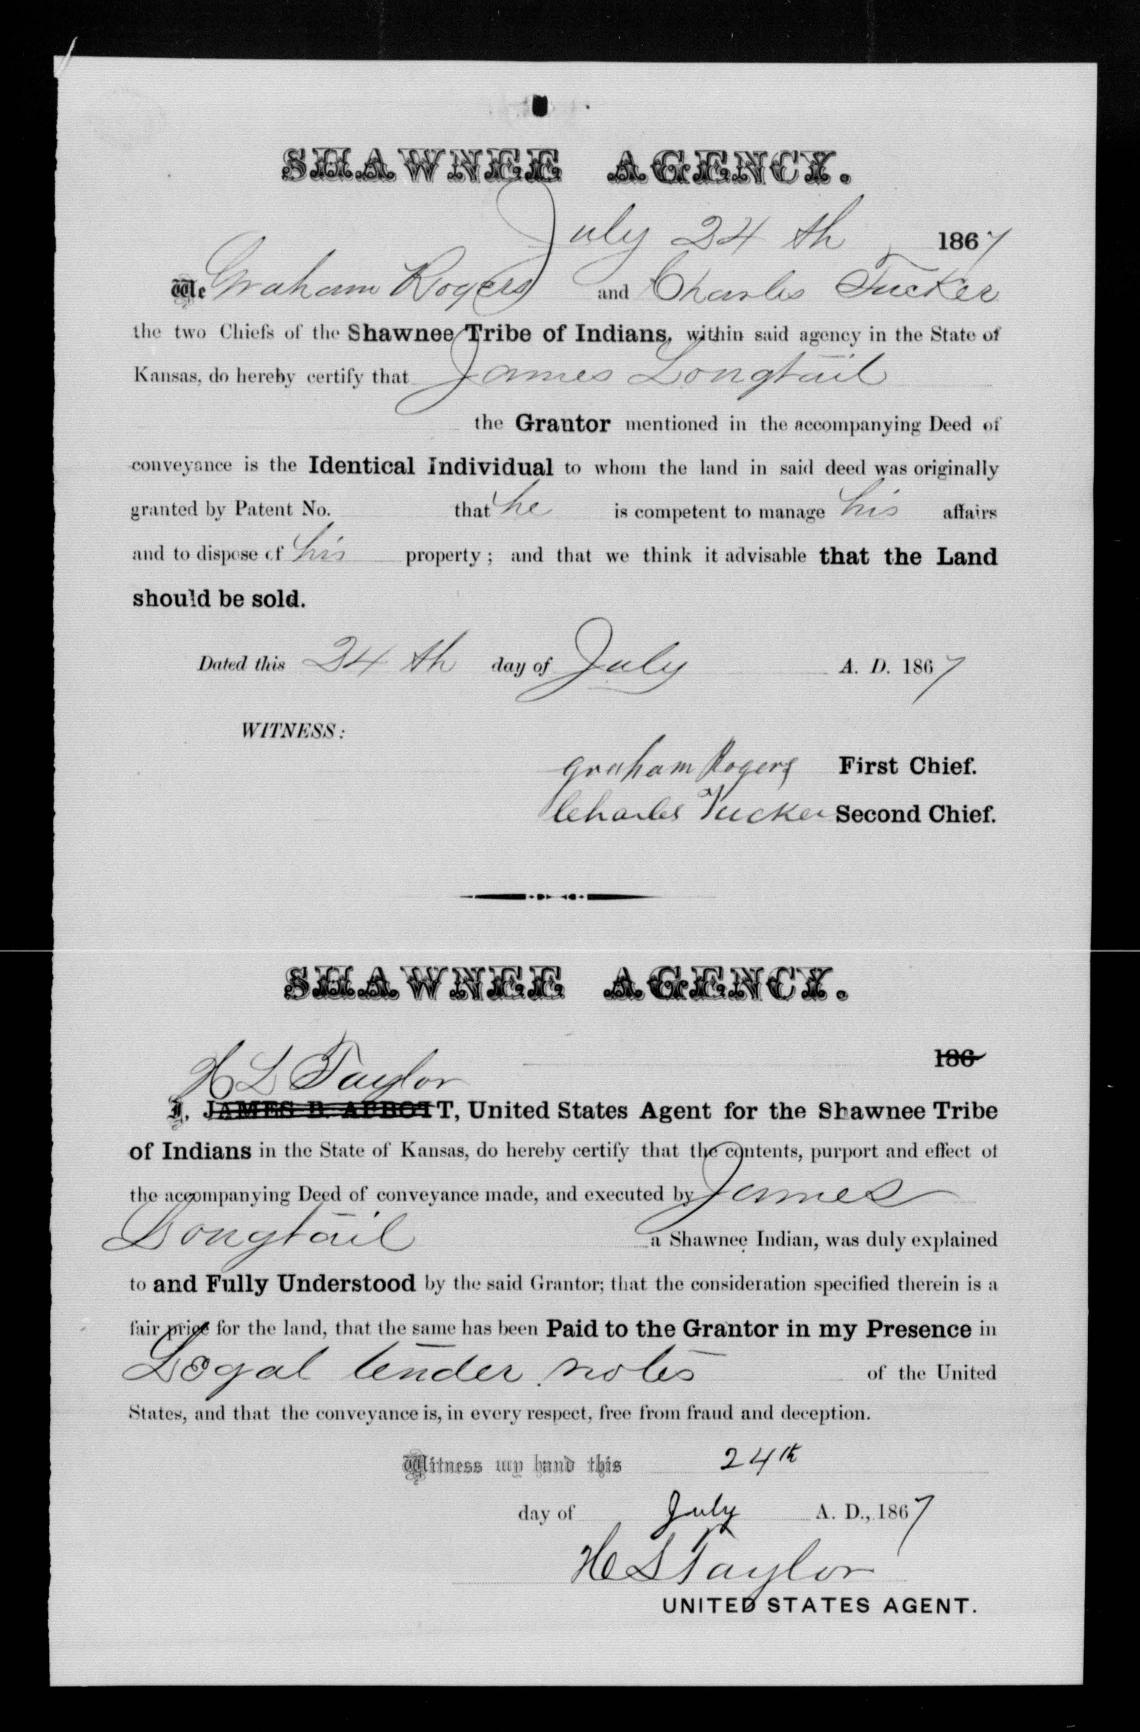 SHAWNEE AGENCY.
July 24th 1867
We Graham Rogers and Charles Tucker
the two Chiefs of the Shawnee Tribe of Indians, within said agency in the State of
Kansas, do hereby certify that James Longtail
the Grantor mentioned in the accompanying Deed of
conveyance is the Identical Individual to whom the land in said deed was originally
granted by Patent No. that he is competent to manage his affairs
and to dispose of his property; and that we think it advisable that the Land
should be sold.
Dated this 24th day of July A. D. 1867
WITNESS:
Graham Rogers First Chief.
Charles Tucker Second Chief.
SHAWNEE AGENCY.
186
H L Taylor
I, JAMES B. ABBOTT, United States Agent for the Shawnee Tribe
of Indians in the State of Kansas, do hereby certify that the contents, purport and effect of
the accompanying Deed of conveyance made, and executed by James
Longtail a Shawnee Indian, was duly explained
to and Fully Understood by the said Grantor; that the consideration specified therein is a
fair price for the land, that the same has been Paid to the Grantor in my Presence in
Legal tender notes of the United
States, and that the conveyance is, in every respect, free from fraud and deception.
Witness my hand this 24th
day of July A. D., 1867
H L Taylor
UNITED STATES AGENT.